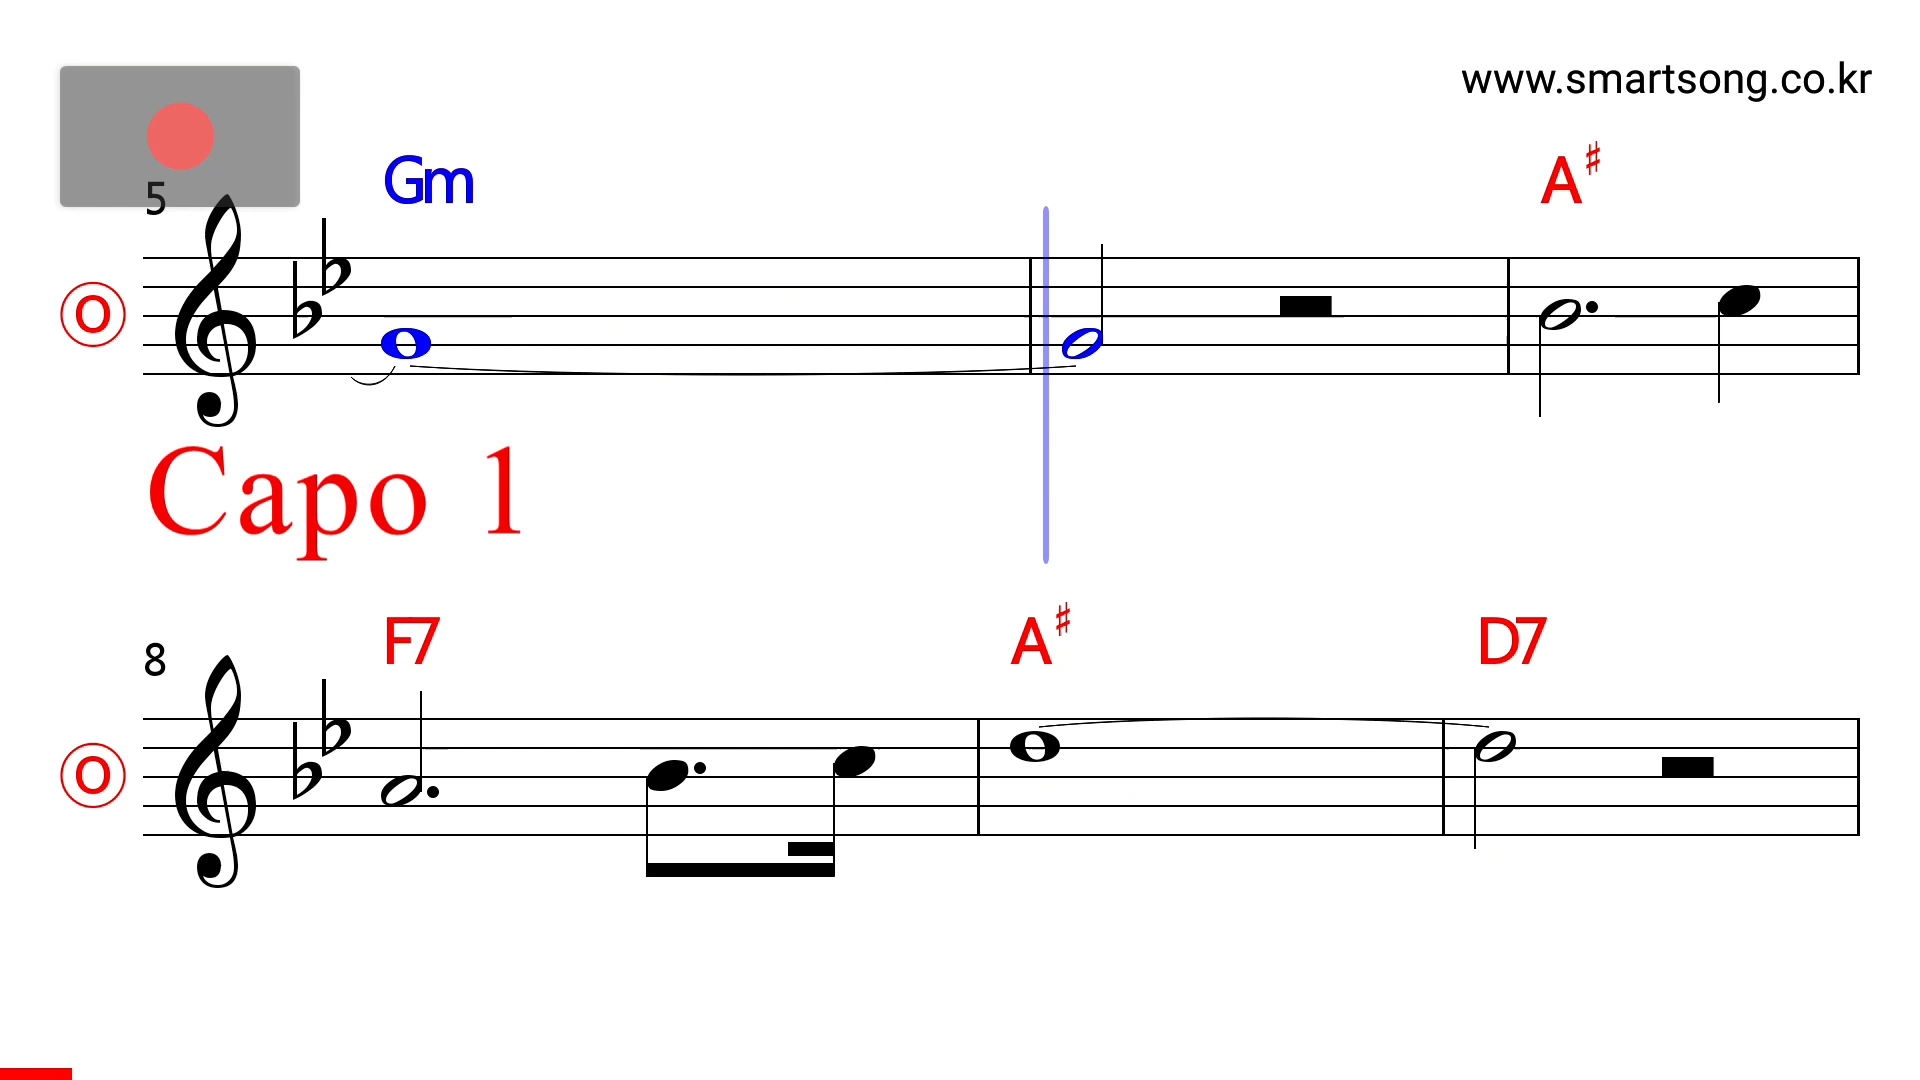 www.smartsong.co.kr
5 Gm A♯
O
Capo 1
8 F7 A♯ D7
O